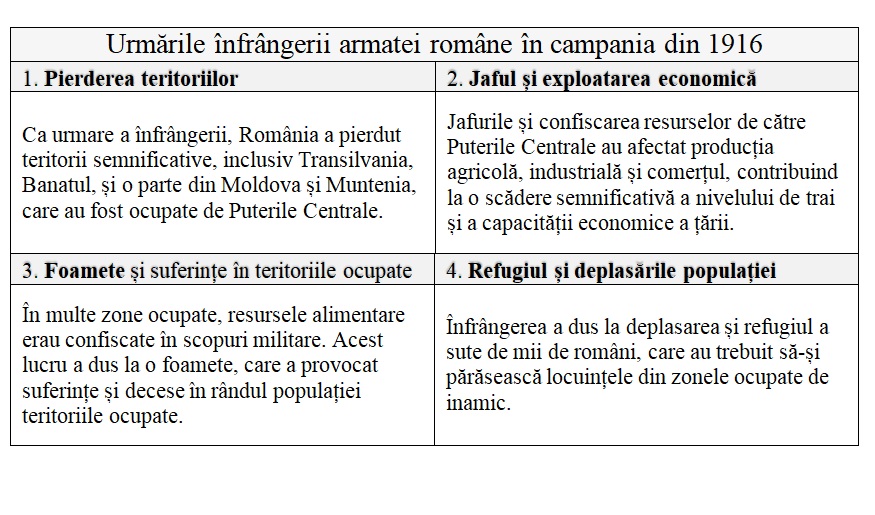 Urmările înfrângerii armatei române în campania din 1916
1. Pierderea teritoriilor
2. Jaful și exploatarea economică
Ca urmare a înfrângerii, România a pierdut
teritorii semnificative, inclusiv Transilvania,
Banatul, și o parte din Moldova și Muntenia,
care au fost ocupate de Puterile Centrale.
Jafurile și confiscarea resurselor de către
Puterile Centrale au afectat producția
agricolă, industrială și comerțul, contribuind
la o scădere semnificativă a nivelului de trai
și a capacității economice a țării.
3. Foamete și suferințe în teritoriile ocupate
4. Refugiul și deplasările populației
În multe zone ocupate, resursele alimentare
erau confiscate în scopuri militare. Acest
lucru a dus la o foamete, care a provocat
suferințe și decese în rândul populației
teritoriile ocupate.
Înfrângerea a dus la deplasarea și refugiul a
sute de mii de români, care au trebuit să-și
părăsească locuințele din zonele ocupate de
inamic.